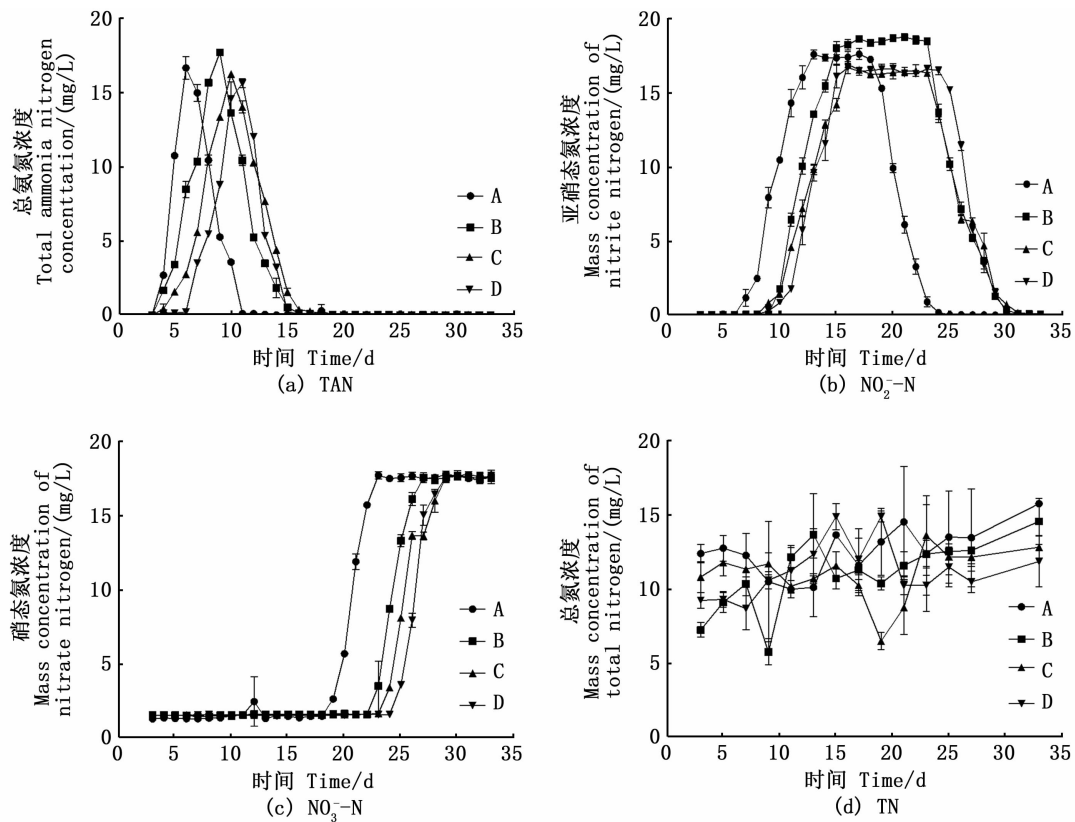 20
15
10
5
0
总氨氮浓度
Total ammonia nitrogen
concenttation/(mg/L)
A
B
C
D
0 5 10 15 20 25 30 35
时间 Time/d
(a) TAN
20
15
10
5
0
亚硝态氮浓度
Mass concentration of
nitrite nitrogen/(mg/L)
A
B
C
D
0 5 10 15 20 25 30 35
时间 Time/d
(b) NO₂⁻-N
20
15
10
5
0
硝态氮浓度
Mass concentration of
nitrate nitrogen/(mg/L)
A
B
C
D
0 5 10 15 20 25 30 35
时间 Time/d
(c) NO₃⁻-N
20
15
10
5
0
总氮浓度
Mass concentration of
total nitrogen/(mg/L)
A
B
C
D
0 5 10 15 20 25 30 35
时间 Time/d
(d) TN